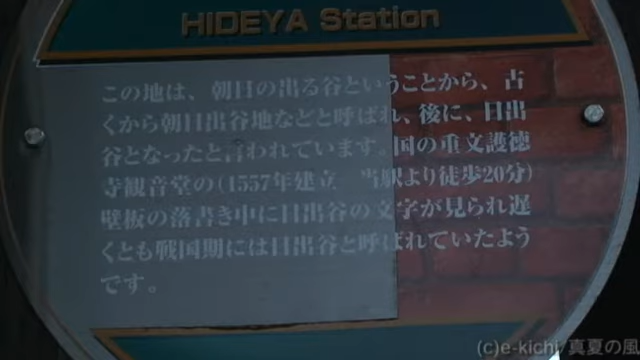 HIDEYA Station
この地は、朝日の出る谷ということから、古
くから朝日出谷地などと呼ばれ、後に、日出
谷となったと言われています。国の重文護徳
寺観音堂の(1557年建立　当駅より徒歩20分)
壁板の落書き中に日出谷の文字が見られ遅
くとも戦国期には日出谷と呼ばれていたよう
です。
(c)e-kichi/真夏の風